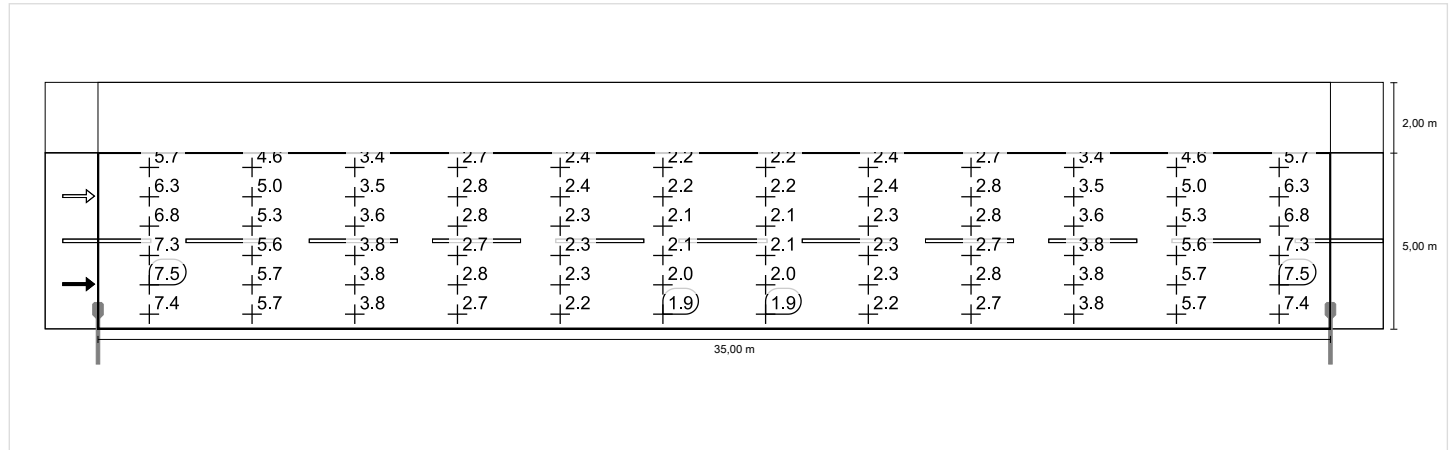 2,00 m
5.7 4.6 3.4 2.7 2.4 2.2 2.2 2.4 2.7 3.4 4.6 5.7
6.3 5.0 3.5 2.8 2.4 2.2 2.2 2.4 2.8 3.5 5.0 6.3
6.8 5.3 3.6 2.8 2.3 2.1 2.1 2.3 2.8 3.6 5.3 6.8
7.3 5.6 3.8 2.7 2.3 2.1 2.1 2.3 2.7 3.8 5.6 7.3
5,00 m
7.5 5.7 3.8 2.8 2.3 2.0 2.0 2.3 2.8 3.8 5.7 7.5
7.4 5.7 3.8 2.7 2.2 1.9 1.9 2.2 2.7 3.8 5.7 7.4
35,00 m